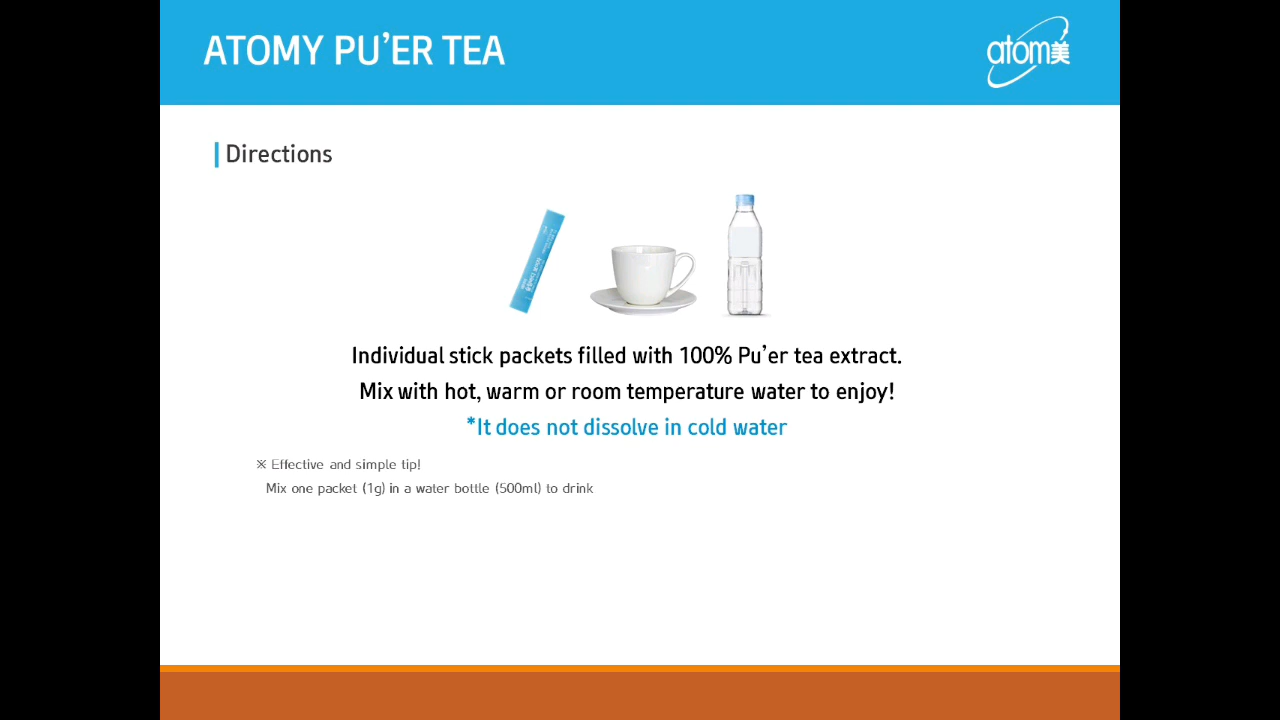 ATOMY PU’ER TEA
atom美
Directions
Individual stick packets filled with 100% Pu’er tea extract.
Mix with hot, warm or room temperature water to enjoy!
*It does not dissolve in cold water
※ Effective and simple tip!
Mix one packet (1g) in a water bottle (500ml) to drink